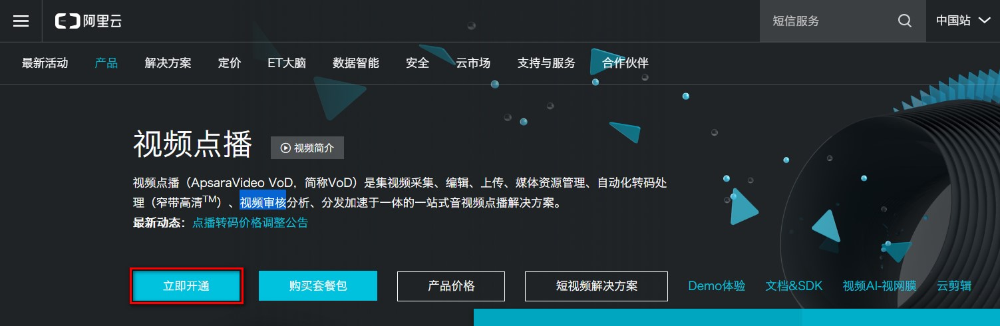 阿里云
短信服务
中国站
最新活动 产品 解决方案 定价 ET大脑 数据智能 安全 云市场 支持与服务 合作伙伴
视频点播
视频简介
视频点播（ApsaraVideo VoD，简称VoD）是集视频采集、编辑、上传、媒体资源管理、自动化转码处
理（窄带高清TM）、视频审核分析、分发加速于一体的一站式音视频点播解决方案。
最新动态：点播转码价格调整公告
立即开通 购买套餐包 产品价格 短视频解决方案 Demo体验 文档&SDK 视频AI-视网膜 云剪辑